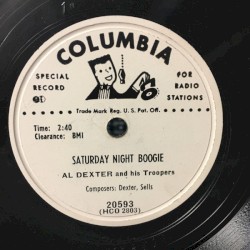 COLUMBIA
SPECIAL RECORD
FOR RADIO STATIONS
Trade Mark Reg. U.S. Pat. Off.
Time: 2:40
Clearance: BMI
SATURDAY NIGHT BOOGIE
AL DEXTER and his Troopers
Composers: Dexter, Sells
20593
(HCO 2803)